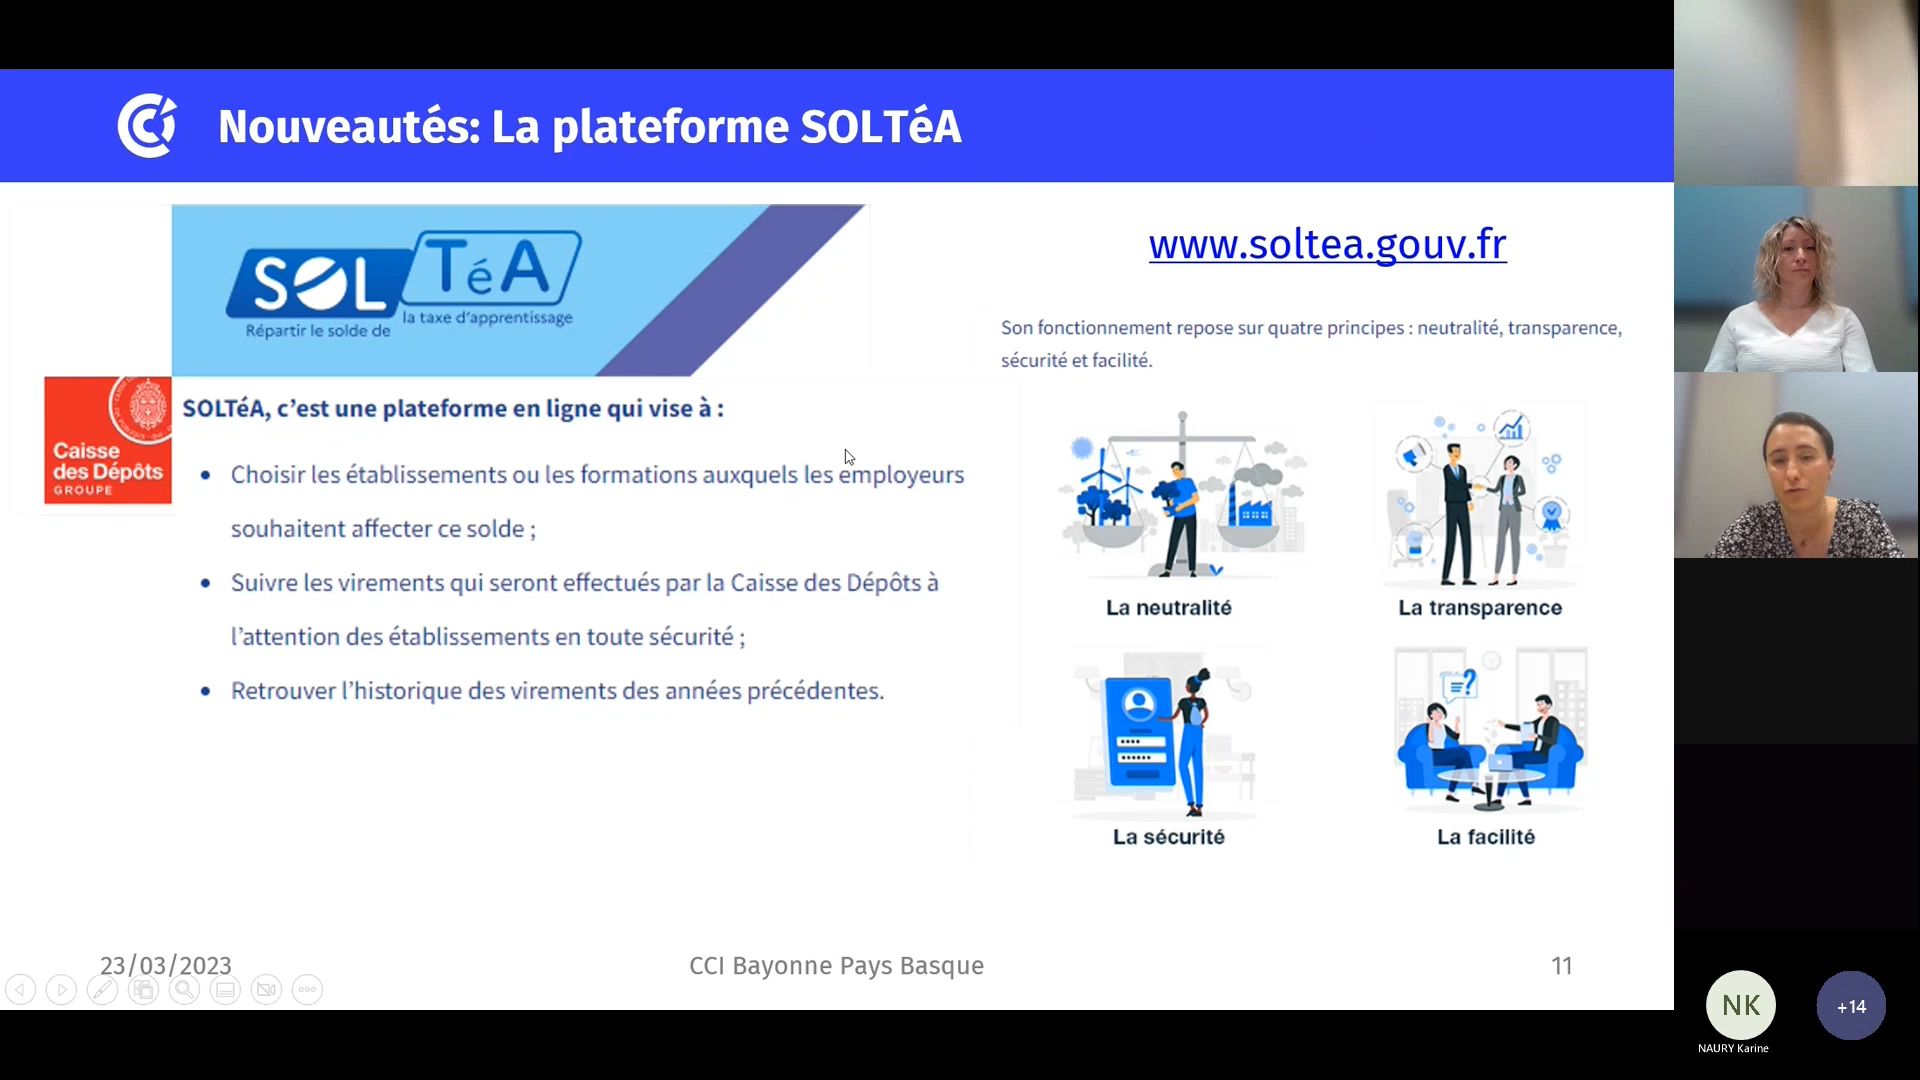 Nouveautés: La plateforme SOLTéA
SOL TéA
Répartir le solde de la taxe d'apprentissage
www.soltea.gouv.fr
Son fonctionnement repose sur quatre principes : neutralité, transparence,
sécurité et facilité.
Caisse
des Dépôts
GROUPE
SOLTéA, c'est une plateforme en ligne qui vise à :
• Choisir les établissements ou les formations auxquels les employeurs
souhaitent affecter ce solde ;
• Suivre les virements qui seront effectués par la Caisse des Dépôts à
l'attention des établissements en toute sécurité ;
• Retrouver l'historique des virements des années précédentes.
La neutralité
La transparence
La sécurité
La facilité
23/03/2023
CCI Bayonne Pays Basque
11
NK
NAURY Karine
+14